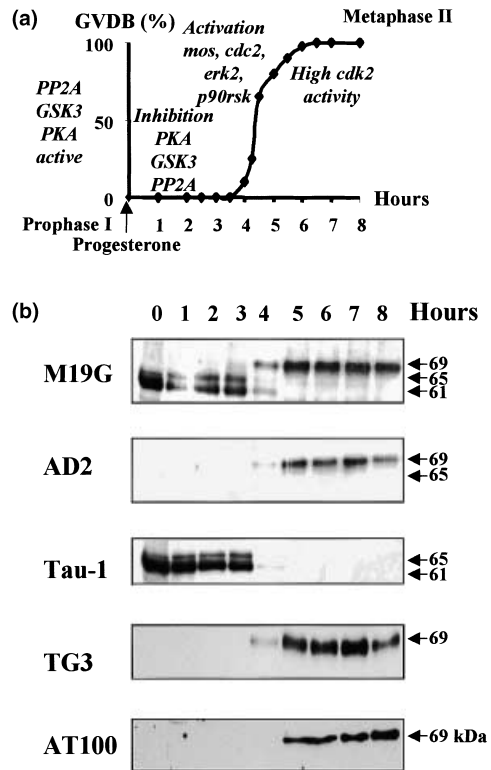 (a) GVDB (%) Activation Metaphase II
mos, cdc2,
erk2,
p90rsk
100
PP2A
GSK3
PKA
active
50
Inhibition
PKA
GSK3
PP2A
High cdk2
activity
0
Hours
Prophase I 1 2 3 4 5 6 7 8
Progesterone
(b) 0 1 2 3 4 5 6 7 8 Hours
M19G
69
65
61
AD2
69
65
Tau-1
65
61
TG3
69
AT100
69 kDa